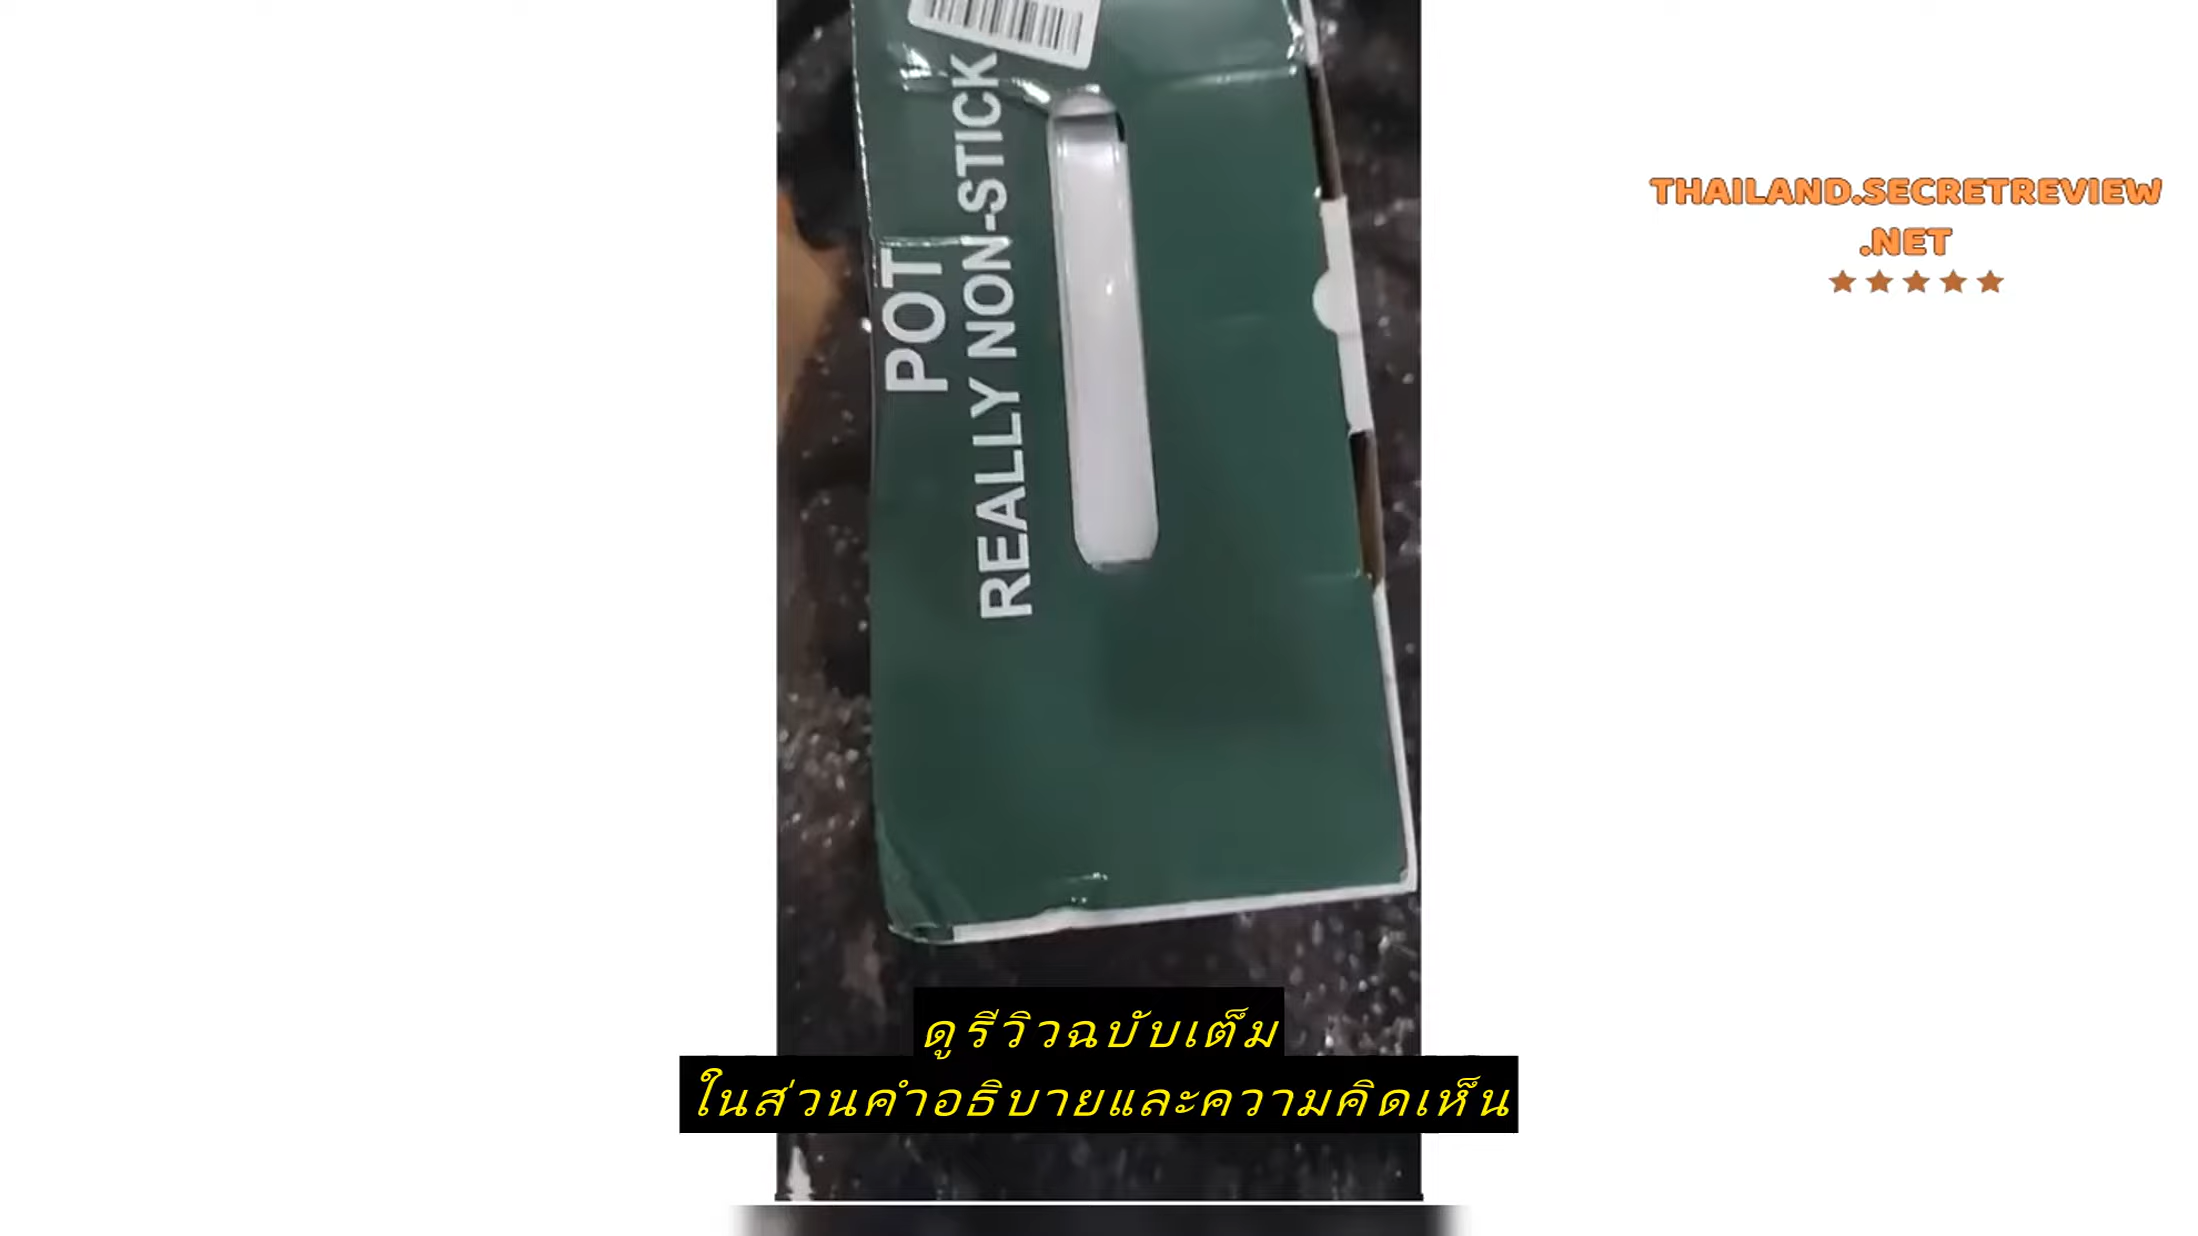 POT
REALLY NON-STICK
THAILAND.SECRETREVIEW
.NET
ดูรีวิวฉบับเต็ม
ในส่วนคำอธิบายและความคิดเห็น